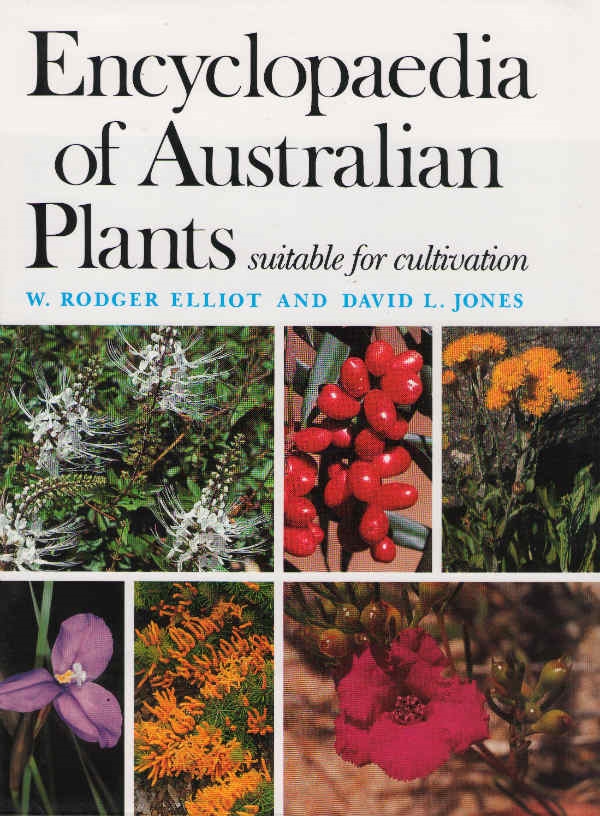 Encyclopaedia
of Australian
Plants suitable for cultivation
W. RODGER ELLIOT AND DAVID L. JONES